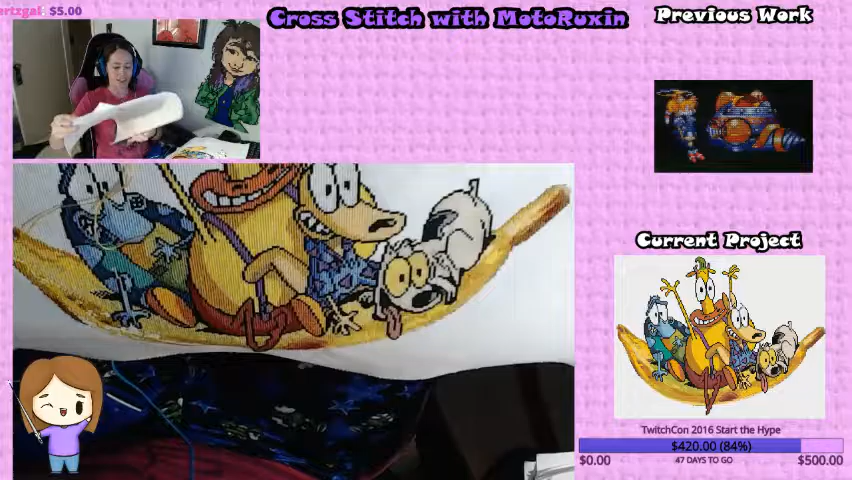 ertzgal: $5.00
Cross Stitch with MotoRuxin
Previous Work
Current Project
TwitchCon 2016 Start the Hype
$420.00 (84%)
$0.00 47 DAYS TO GO $500.00